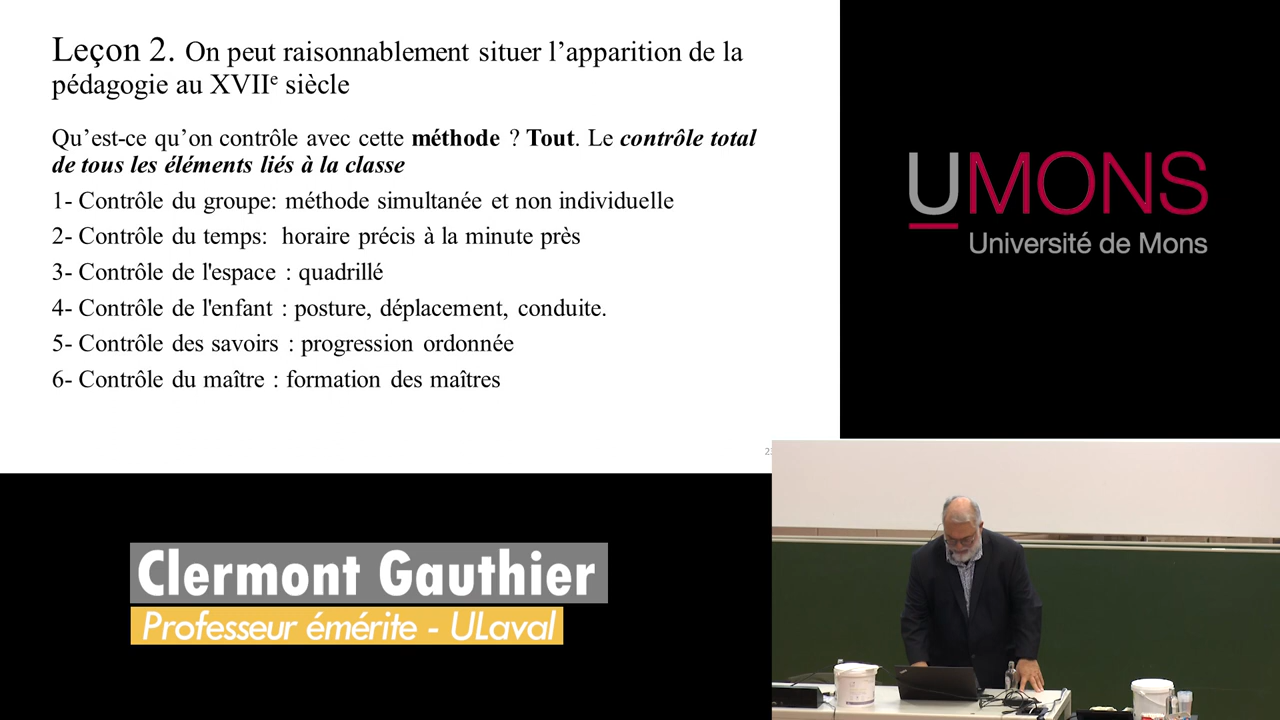 Leçon 2. On peut raisonnablement situer l’apparition de la
pédagogie au XVIIe siècle
Qu’est-ce qu’on contrôle avec cette méthode ? Tout. Le contrôle total
de tous les éléments liés à la classe
1- Contrôle du groupe: méthode simultanée et non individuelle
2- Contrôle du temps: horaire précis à la minute près
3- Contrôle de l'espace : quadrillé
4- Contrôle de l'enfant : posture, déplacement, conduite.
5- Contrôle des savoirs : progression ordonnée
6- Contrôle du maître : formation des maîtres
UMONS
Université de Mons
Clermont Gauthier
Professeur émérite - ULaval